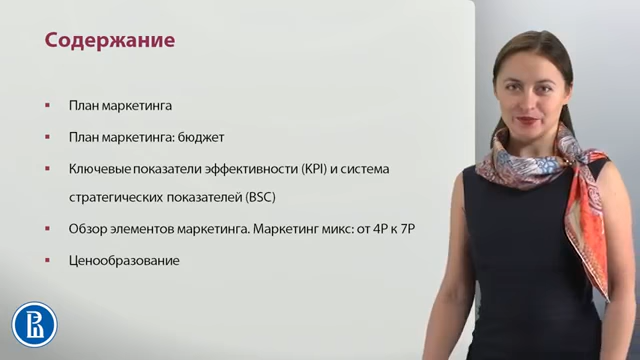 Содержание
План маркетинга
План маркетинга: бюджет
Ключевые показатели эффективности (KPI) и система
стратегических показателей (BSC)
Обзор элементов маркетинга. Маркетинг микс: от 4P к 7P
Ценообразование